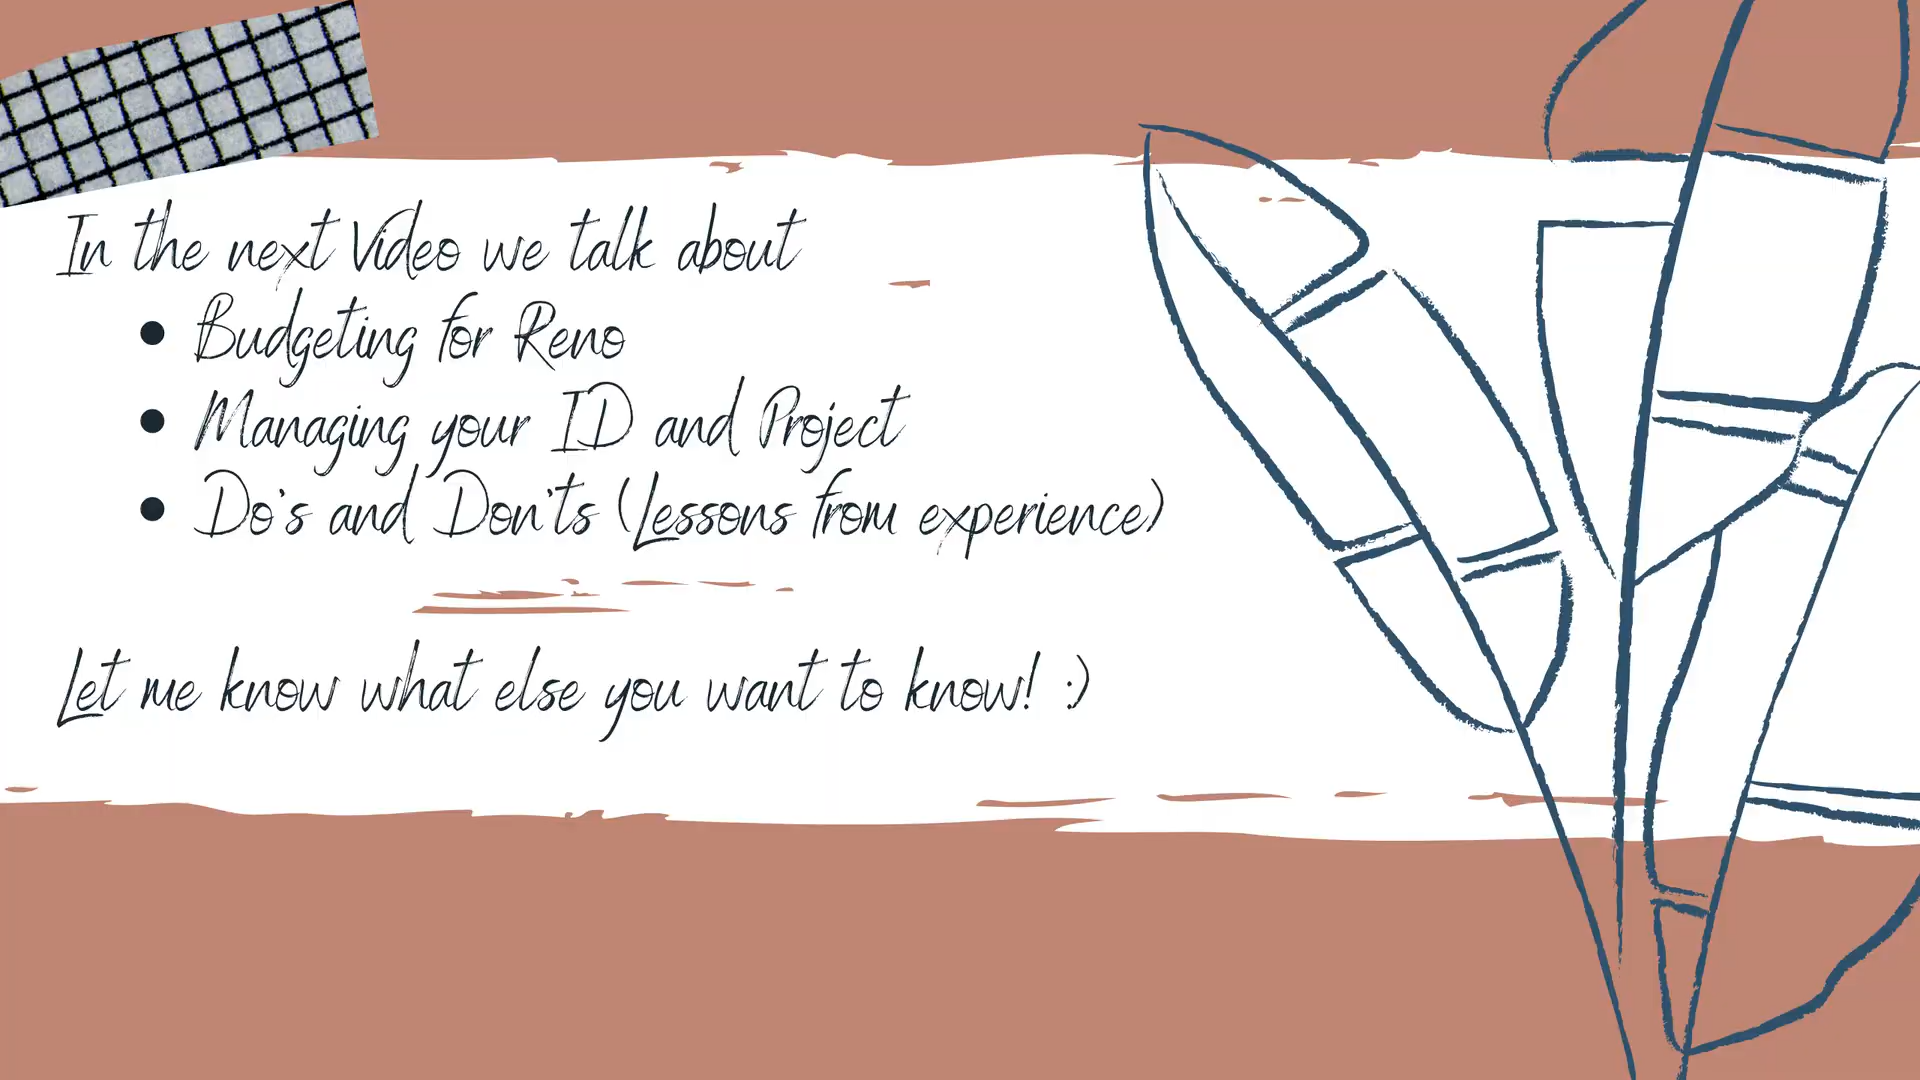 In the next Video we talk about
• Budgeting for Reno
• Managing your ID and Project
• Do's and Don'ts (Lessons from experience)
Let me know what else you want to know! :)